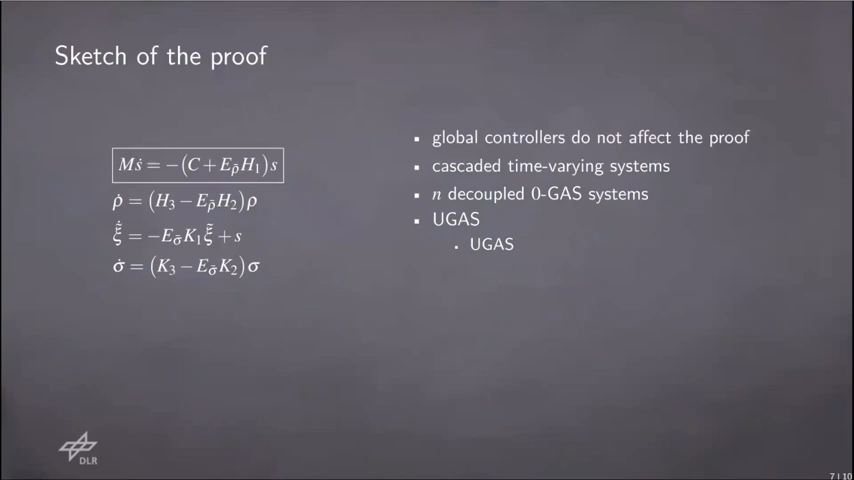 Sketch of the proof
Mṡ = −(C + E_ρ̄ H₁)s
ρ̇ = (H₃ − E_ρ̄ H₂)ρ
ξ̃̇ = −E_σ̄ K₁ ξ̃ + s
σ̇ = (K₃ − E_σ̄ K₂)σ
▪ global controllers do not affect the proof
▪ cascaded time-varying systems
▪ n decoupled 0-GAS systems
▪ UGAS
▪ UGAS
DLR
7 | 10